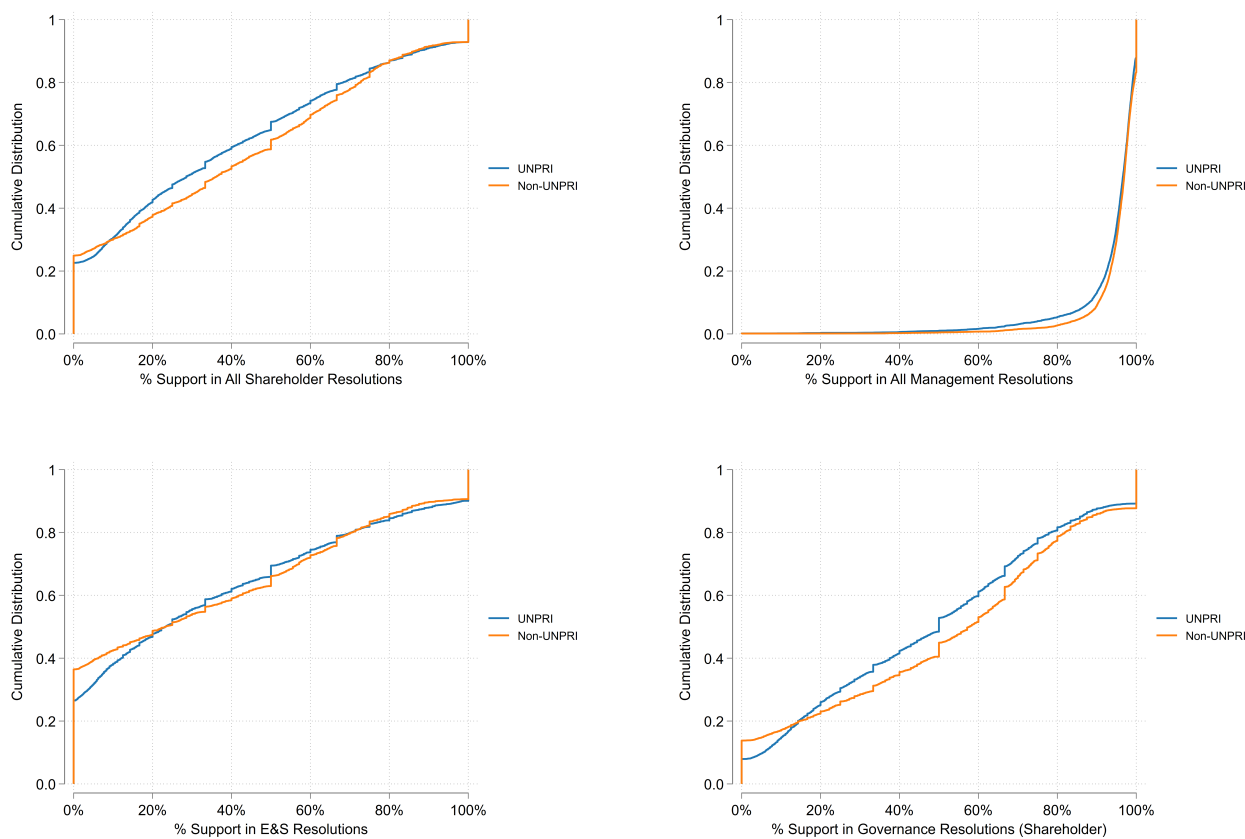 1
0.8
0.6
0.4
0.2
0.0
Cumulative Distribution
0% 20% 40% 60% 80% 100%
% Support in All Shareholder Resolutions
UNPRI
Non-UNPRI
1
0.8
0.6
0.4
0.2
0.0
Cumulative Distribution
0% 20% 40% 60% 80% 100%
% Support in All Management Resolutions
UNPRI
Non-UNPRI
1
0.8
0.6
0.4
0.2
0.0
Cumulative Distribution
0% 20% 40% 60% 80% 100%
% Support in E&S Resolutions
UNPRI
Non-UNPRI
1
0.8
0.6
0.4
0.2
0.0
Cumulative Distribution
0% 20% 40% 60% 80% 100%
% Support in Governance Resolutions (Shareholder)
UNPRI
Non-UNPRI